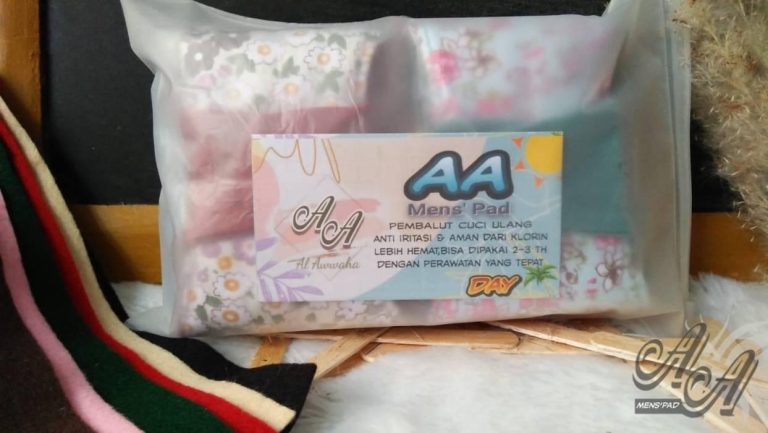 AA
Mens' Pad
AA
Al Awwaha
PEMBALUT CUCI ULANG
ANTI IRITASI & AMAN DARI KLORIN
LEBIH HEMAT,BISA DIPAKAI 2-3 TH
DENGAN PERAWATAN YANG TEPAT
DAY
AA
MENS'PAD